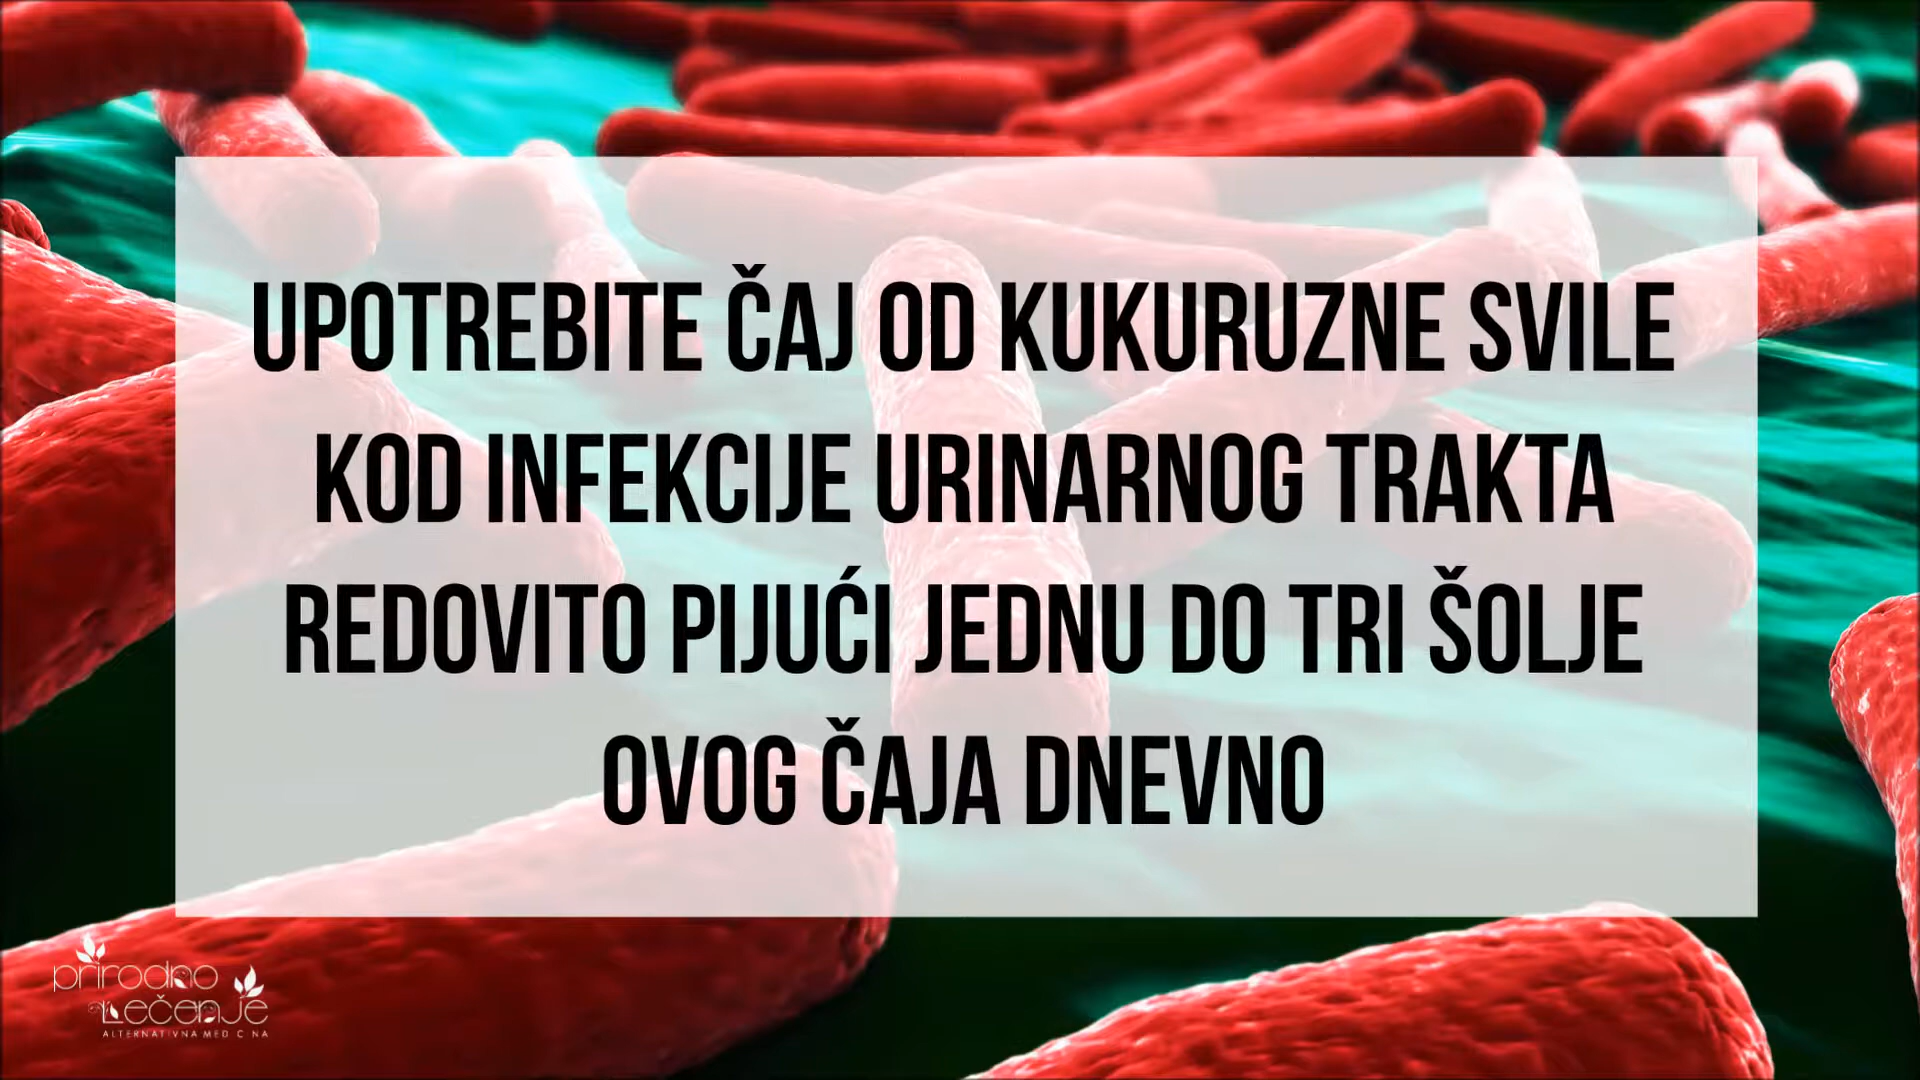 UPOTREBITE ČAJ OD KUKURUZNE SVILE
KOD INFEKCIJE URINARNOG TRAKTA
REDOVITO PIJUĆI JEDNU DO TRI ŠOLJE
OVOG ČAJA DNEVNO
prirodno
Lečenje
ALTERNATIVNA MEDICINA